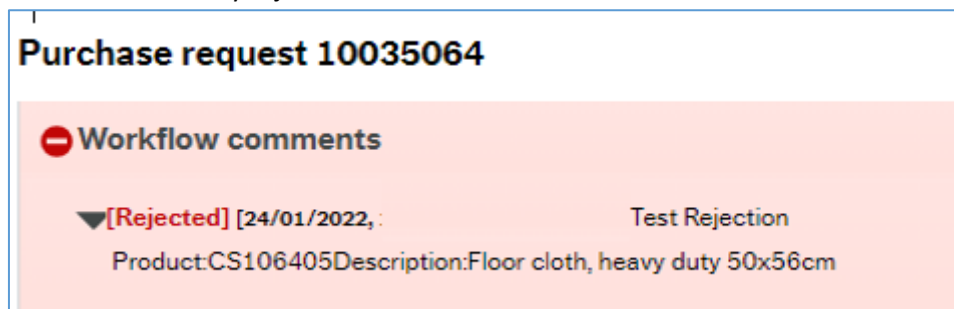 Purchase request 10035064
Workflow comments
[Rejected] [24/01/2022, : Test Rejection
Product:CS106405Description:Floor cloth, heavy duty 50x56cm